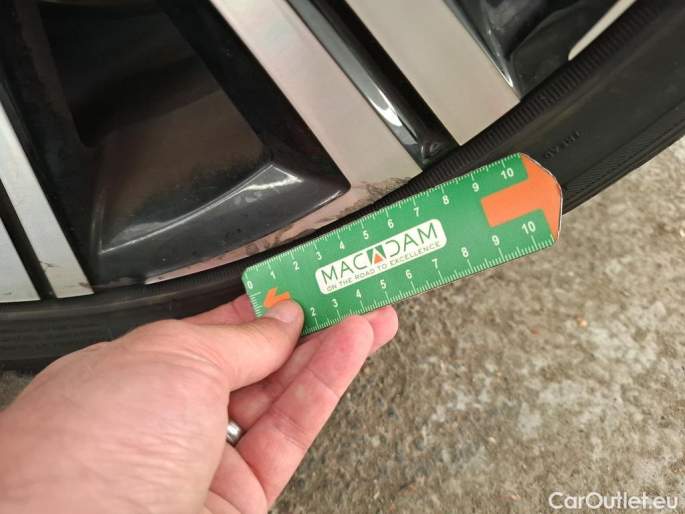 0 1 2 3 4 5 6 7 8 9 10
MACADAM
ON THE ROAD TO EXCELLENCE
2 3 4 5 6 7 8 9 10
CarOutlet.eu